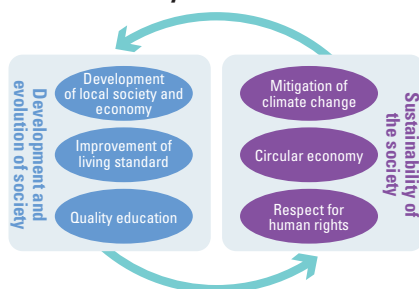 Development and
evolution of society
Development
of local society and
economy
Improvement of
living standard
Quality education
Mitigation of
climate change
Circular economy
Respect for
human rights
Sustainability of
the society